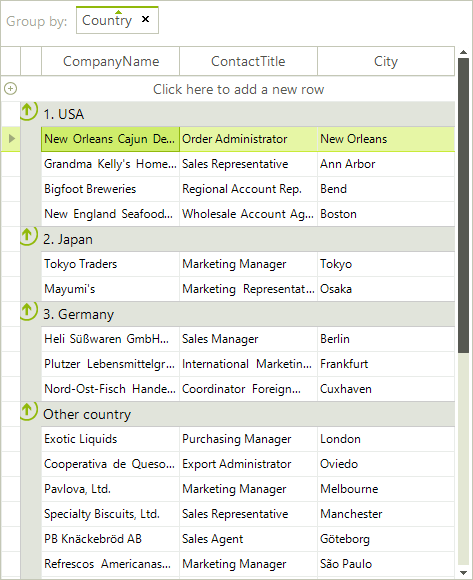 Group by: Country
CompanyName ContactTitle City
Click here to add a new row
1. USA
New Orleans Cajun De... Order Administrator New Orleans
Grandma Kelly's Home... Sales Representative Ann Arbor
Bigfoot Breweries Regional Account Rep. Bend
New England Seafood... Wholesale Account Ag... Boston
2. Japan
Tokyo Traders Marketing Manager Tokyo
Mayumi's Marketing Representat... Osaka
3. Germany
Heli Süßwaren GmbH... Sales Manager Berlin
Plutzer Lebensmittelgr... International Marketin... Frankfurt
Nord-Ost-Fisch Hande... Coordinator Foreign... Cuxhaven
Other country
Exotic Liquids Purchasing Manager London
Cooperativa de Queso... Export Administrator Oviedo
Pavlova, Ltd. Marketing Manager Melbourne
Specialty Biscuits, Ltd. Sales Representative Manchester
PB Knäckebröd AB Sales Agent Göteborg
Refrescos Americanas... Marketing Manager São Paulo